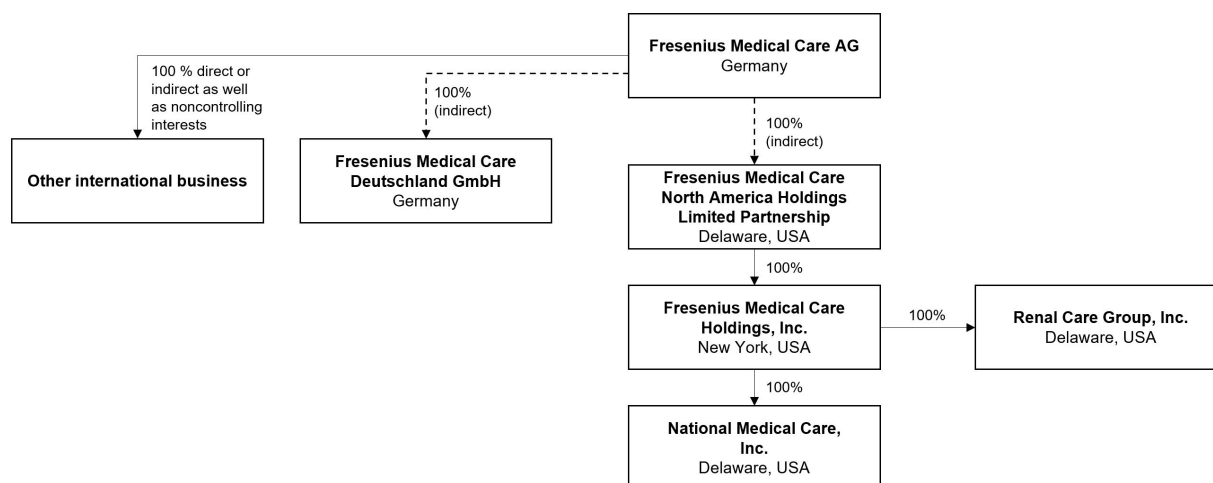 Fresenius Medical Care AG
Germany
100 % direct or
indirect as well
as noncontrolling
interests
100%
(indirect)
100%
(indirect)
Other international business
Fresenius Medical Care
Deutschland GmbH
Germany
Fresenius Medical Care
North America Holdings
Limited Partnership
Delaware, USA
100%
Fresenius Medical Care
Holdings, Inc.
New York, USA
100%
Renal Care Group, Inc.
Delaware, USA
100%
National Medical Care,
Inc.
Delaware, USA